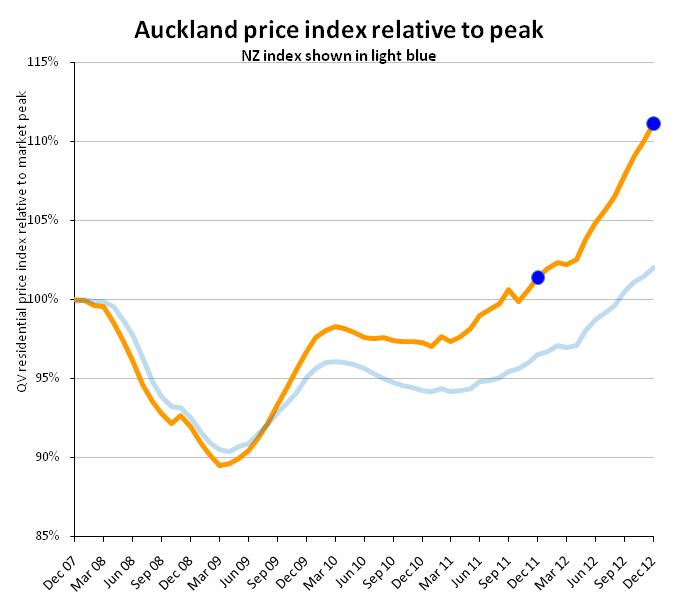 Auckland price index relative to peak
NZ index shown in light blue
QV residential price index relative to market peak
115%
110%
105%
100%
95%
90%
85%
Dec 07
Mar 08
Jun 08
Sep 08
Dec 08
Mar 09
Jun 09
Sep 09
Dec 09
Mar 10
Jun 10
Sep 10
Dec 10
Mar 11
Jun 11
Sep 11
Dec 11
Mar 12
Jun 12
Sep 12
Dec 12